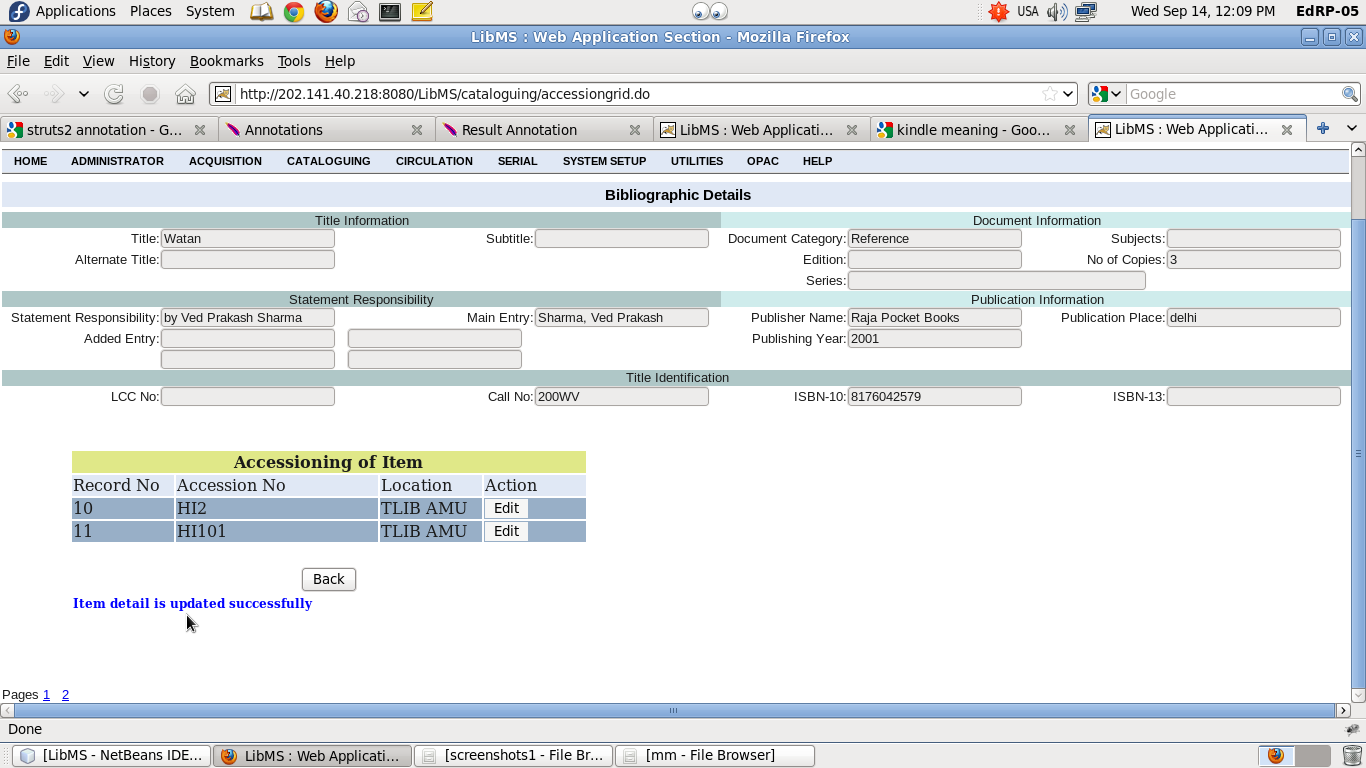 Applications Places System USA Wed Sep 14, 12:09 PM EdRP-05
LibMS : Web Application Section - Mozilla Firefox
File Edit View History Bookmarks Tools Help
http://202.141.40.218:8080/LibMS/cataloguing/accessiongrid.do Google
struts2 annotation - G... Annotations Result Annotation LibMS : Web Applicati... kindle meaning - Goo... LibMS : Web Applicati...
HOME ADMINISTRATOR ACQUISITION CATALOGUING CIRCULATION SERIAL SYSTEM SETUP UTILITIES OPAC HELP
Bibliographic Details
Title Information Document Information
Title: Watan Subtitle: Document Category: Reference Subjects:
Alternate Title: Edition: No of Copies: 3
Series:
Statement Responsibility Publication Information
Statement Responsibility: by Ved Prakash Sharma Main Entry: Sharma, Ved Prakash Publisher Name: Raja Pocket Books Publication Place: delhi
Added Entry: Publishing Year: 2001
Title Identification
LCC No: Call No: 200WV ISBN-10: 8176042579 ISBN-13:
Accessioning of Item
Record No Accession No Location Action
10 HI2 TLIB AMU Edit
11 HI101 TLIB AMU Edit
Back
Item detail is updated successfully
Pages 1 2
Done
[LibMS - NetBeans IDE... LibMS : Web Applicati... [screenshots1 - File Br... [mm - File Browser]